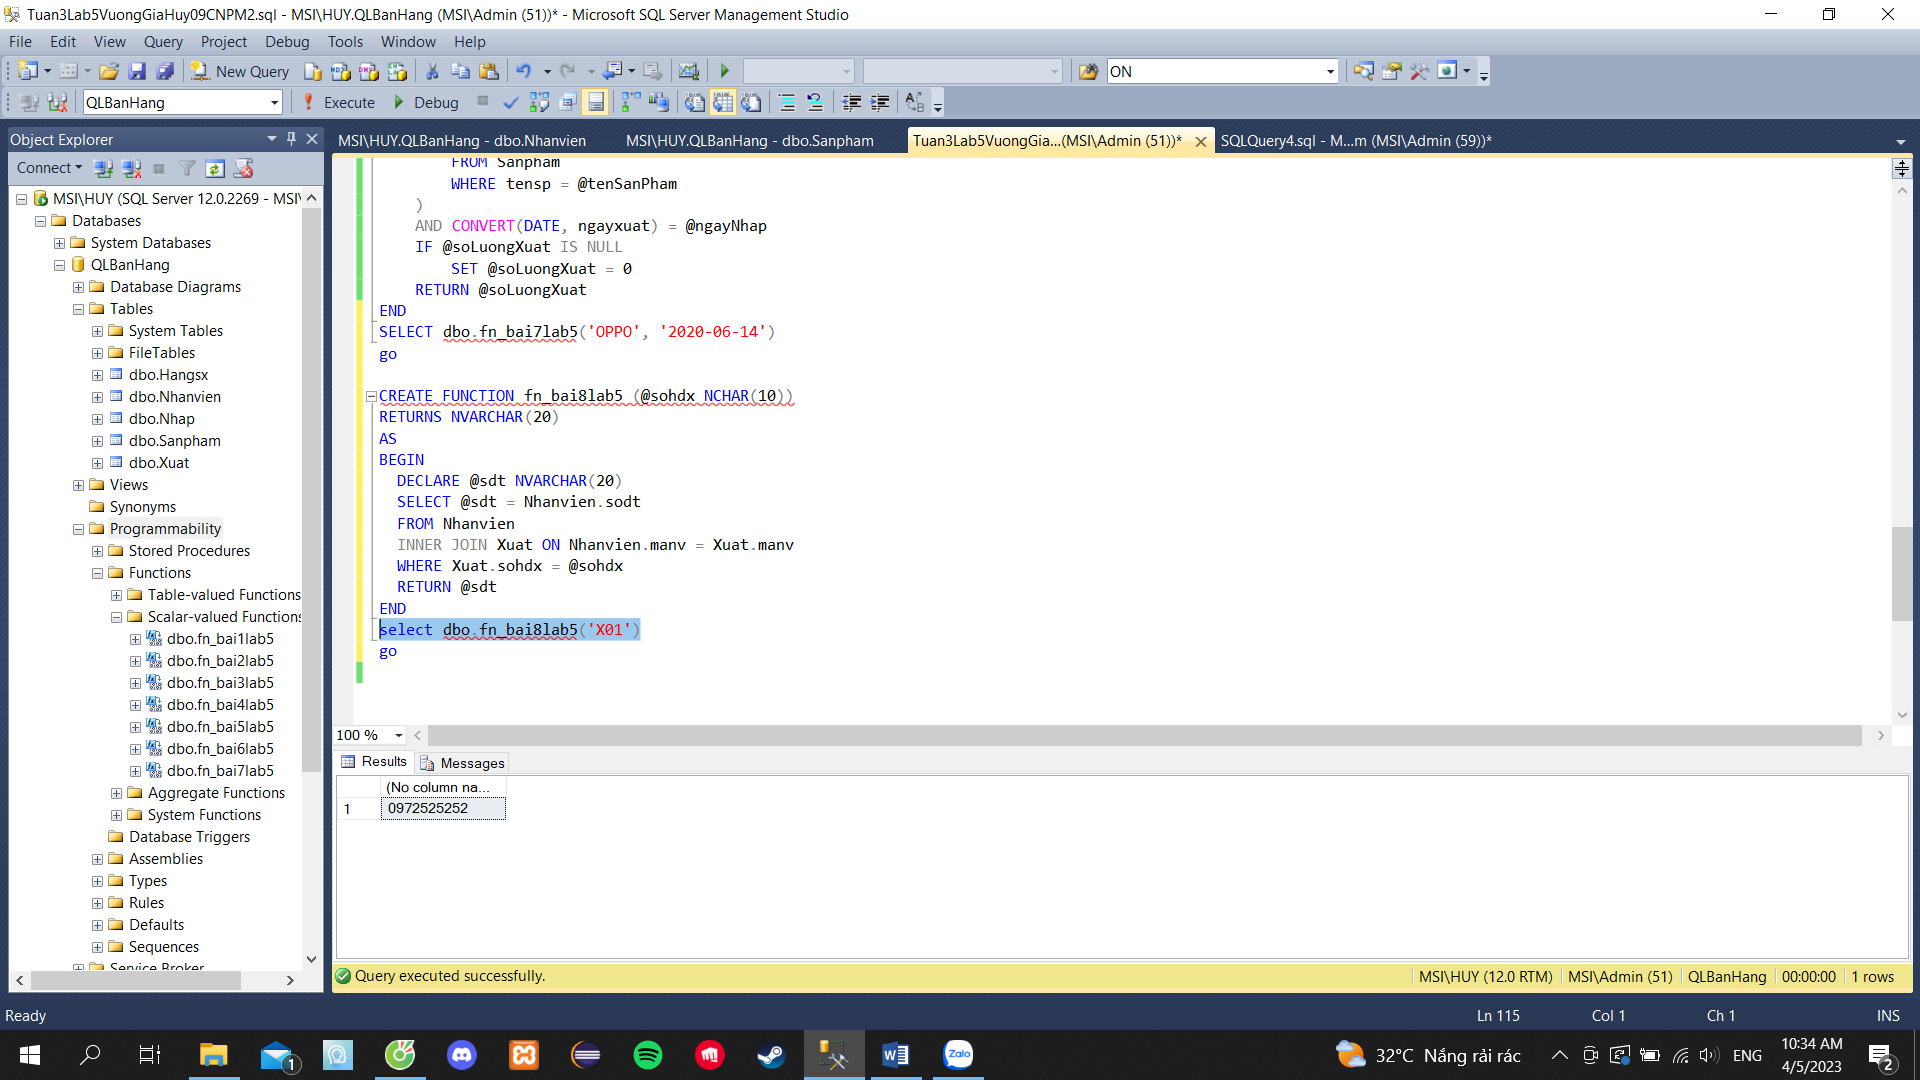 Tuan3Lab5VuongGiaHuy09CNPM2.sql - MSI\HUY.QLBanHang (MSI\Admin (51))* - Microsoft SQL Server Management Studio
File Edit View Query Project Debug Tools Window Help
New Query ON
QLBanHang Execute Debug
Object Explorer
Connect
MSI\HUY (SQL Server 12.0.2269 - MSI\
Databases
System Databases
QLBanHang
Database Diagrams
Tables
System Tables
FileTables
dbo.Hangsx
dbo.Nhanvien
dbo.Nhap
dbo.Sanpham
dbo.Xuat
Views
Synonyms
Programmability
Stored Procedures
Functions
Table-valued Functions
Scalar-valued Functions
dbo.fn_bai1lab5
dbo.fn_bai2lab5
dbo.fn_bai3lab5
dbo.fn_bai4lab5
dbo.fn_bai5lab5
dbo.fn_bai6lab5
dbo.fn_bai7lab5
Aggregate Functions
System Functions
Database Triggers
Assemblies
Types
Rules
Defaults
Sequences
Service Broker
MSI\HUY.QLBanHang - dbo.Nhanvien MSI\HUY.QLBanHang - dbo.Sanpham Tuan3Lab5VuongGia...(MSI\Admin (51))* SQLQuery4.sql - M...m (MSI\Admin (59))*
FROM Sanpham
WHERE tensp = @tenSanPham
)
AND CONVERT(DATE, ngayxuat) = @ngayNhap
IF @soLuongXuat IS NULL
SET @soLuongXuat = 0
RETURN @soLuongXuat
END
SELECT dbo.fn_bai7lab5('OPPO', '2020-06-14')
go
CREATE FUNCTION fn_bai8lab5 (@sohdx NCHAR(10))
RETURNS NVARCHAR(20)
AS
BEGIN
DECLARE @sdt NVARCHAR(20)
SELECT @sdt = Nhanvien.sodt
FROM Nhanvien
INNER JOIN Xuat ON Nhanvien.manv = Xuat.manv
WHERE Xuat.sohdx = @sohdx
RETURN @sdt
END
select dbo.fn_bai8lab5('X01')
go
100 %
Results Messages
(No column na...
1 0972525252
Query executed successfully. MSI\HUY (12.0 RTM) MSI\Admin (51) QLBanHang 00:00:00 1 rows
Ready Ln 115 Col 1 Ch 1 INS
1 Zalo 32°C Nắng rải rác ENG 10:34 AM
4/5/2023 2